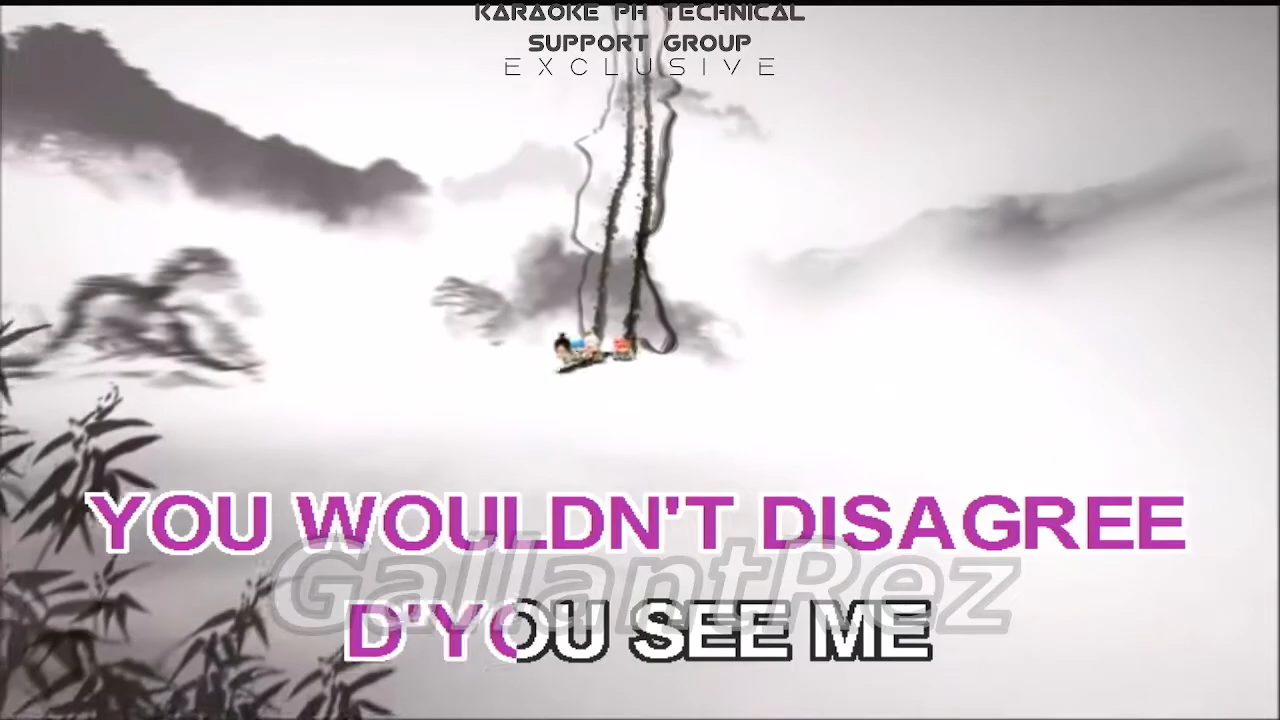 KARAOKE PH TECHNICAL
SUPPORT GROUP
EXCLUSIVE
YOU WOULDN'T DISAGREE
GallantRez
D'YOU SEE ME